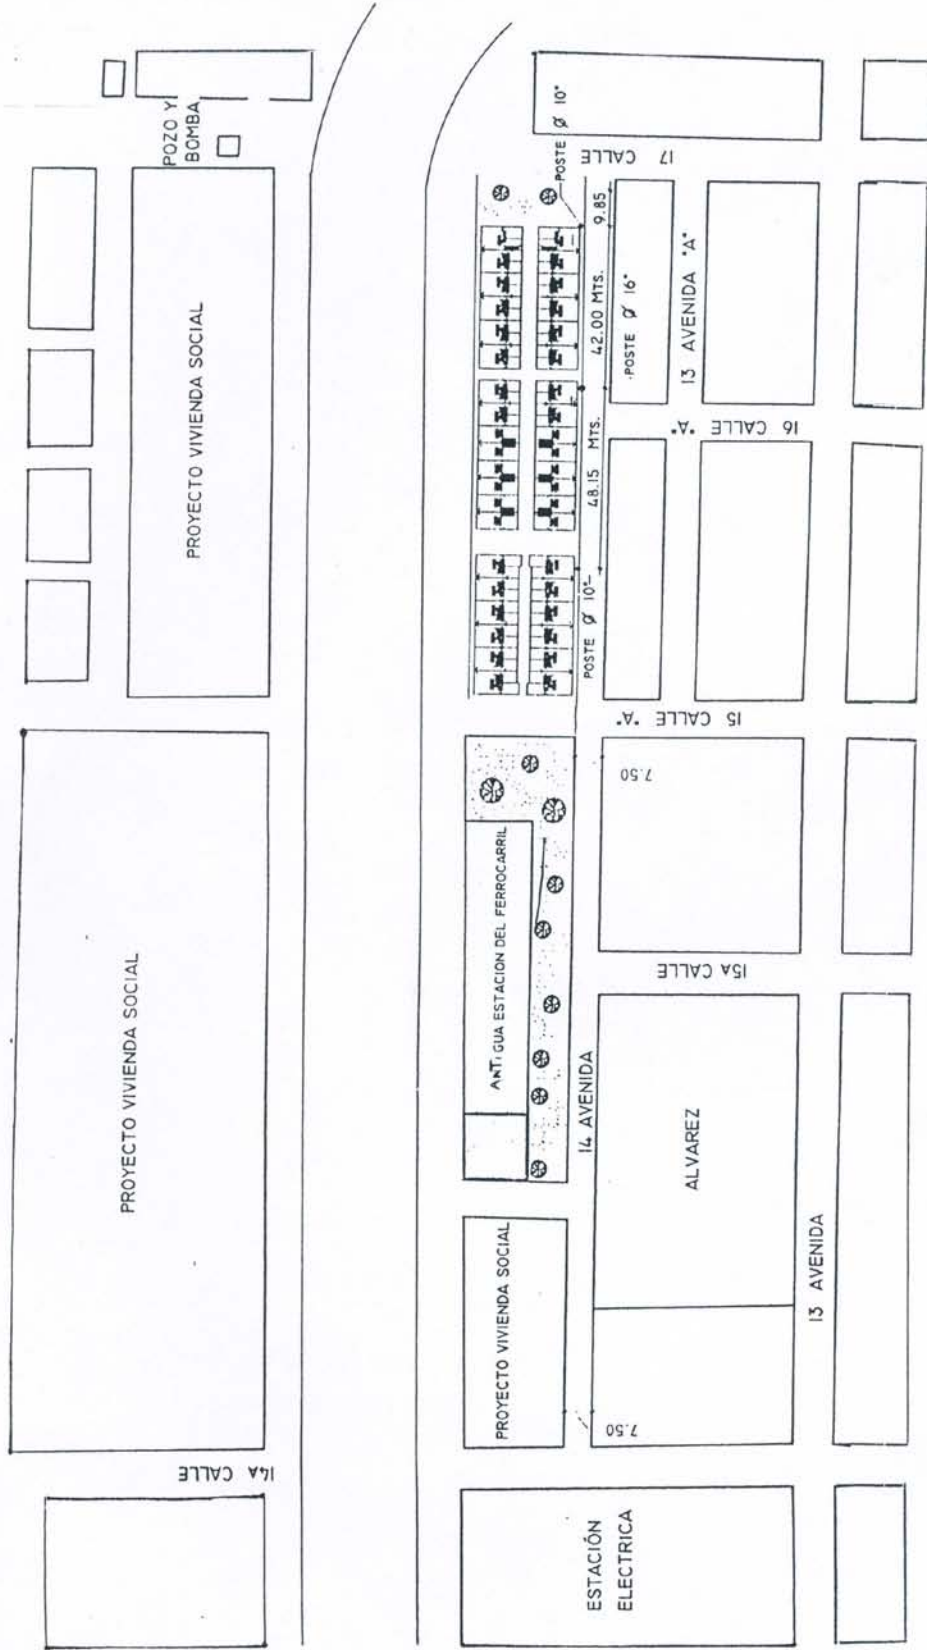 POZO Y
BOMBA
PROYECTO VIVIENDA SOCIAL
PROYECTO VIVIENDA SOCIAL
14A CALLE
POSTE Ø 10"
17 CALLE
9.85
42.00 MTS.
POSTE Ø 16"
13 AVENIDA "A"
16 CALLE "A"
48.15 MTS.
POSTE Ø 10"
15 CALLE "A"
7.50
ANTIGUA ESTACION DEL FERROCARRIL
15A CALLE
14 AVENIDA
ALVAREZ
PROYECTO VIVIENDA SOCIAL
13 AVENIDA
7.50
ESTACIÓN
ELECTRICA